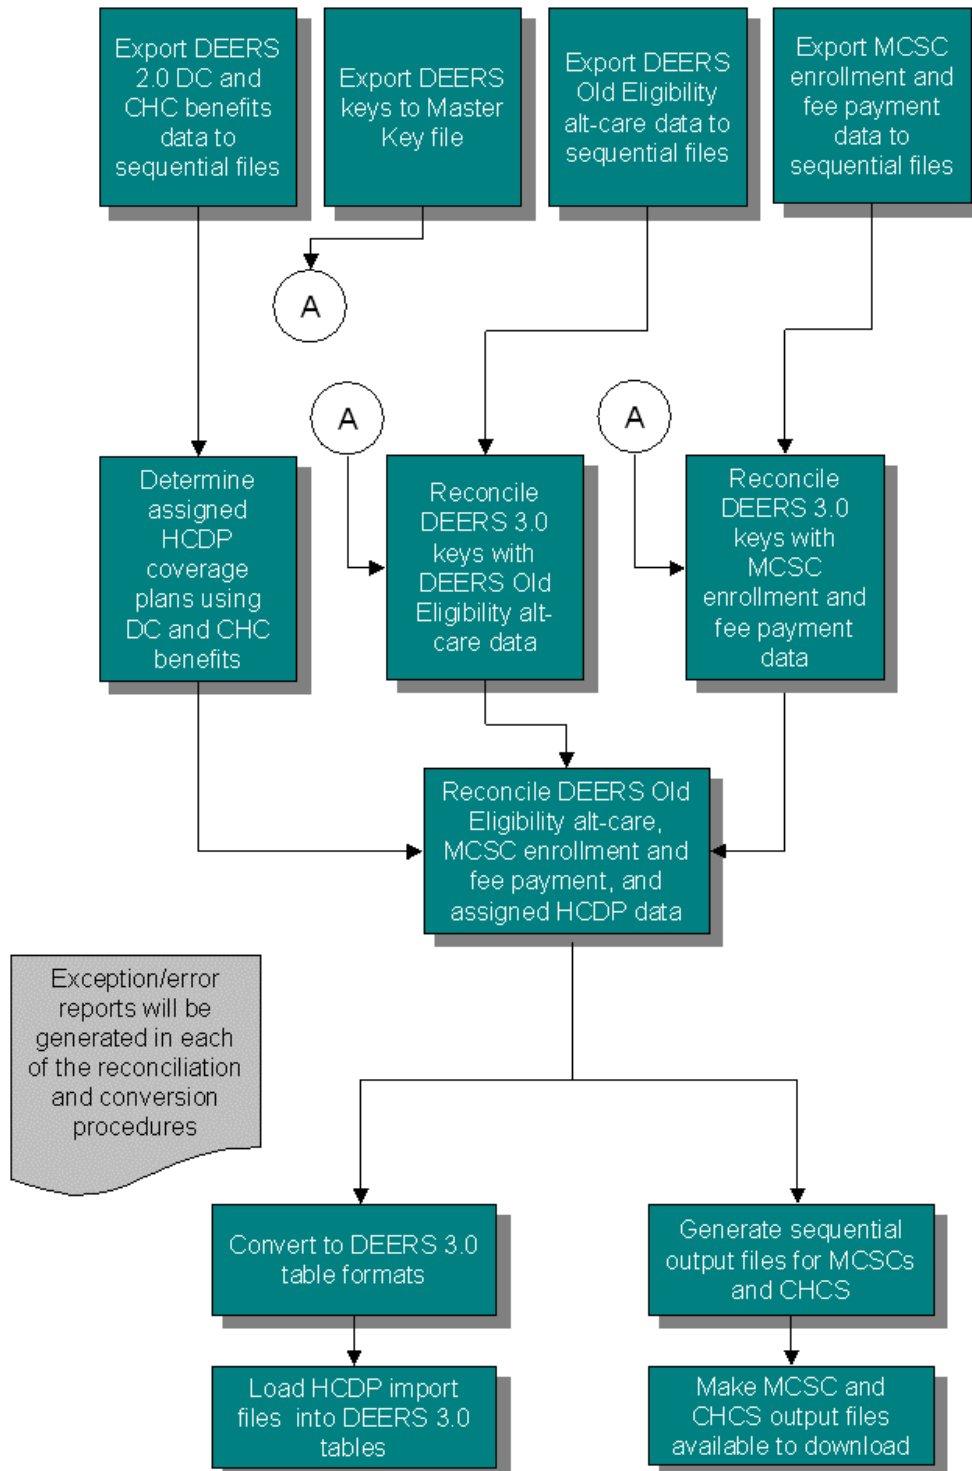 Export DEERS
2.0 DC and
CHC benefits
data to
sequential files
Export DEERS
keys to Master
Key file
Export DEERS
Old Eligibility
alt-care data to
sequential files
Export MCSC
enrollment and
fee payment
data to
sequential files
A
A
A
Determine
assigned
HCDP
coverage
plans using
DC and CHC
benefits
Reconcile
DEERS 3.0
keys with
DEERS Old
Eligibility alt-
care data
Reconcile
DEERS 3.0
keys with
MCSC
enrollment and
fee payment
data
Reconcile DEERS Old
Eligibility alt-care,
MCSC enrollment and
fee payment, and
assigned HCDP data
Exception/error
reports will be
generated in each
of the reconciliation
and conversion
procedures
Convert to DEERS 3.0
table formats
Generate sequential
output files for MCSCs
and CHCS
Load HCDP import
files into DEERS 3.0
tables
Make MCSC and
CHCS output files
available to download